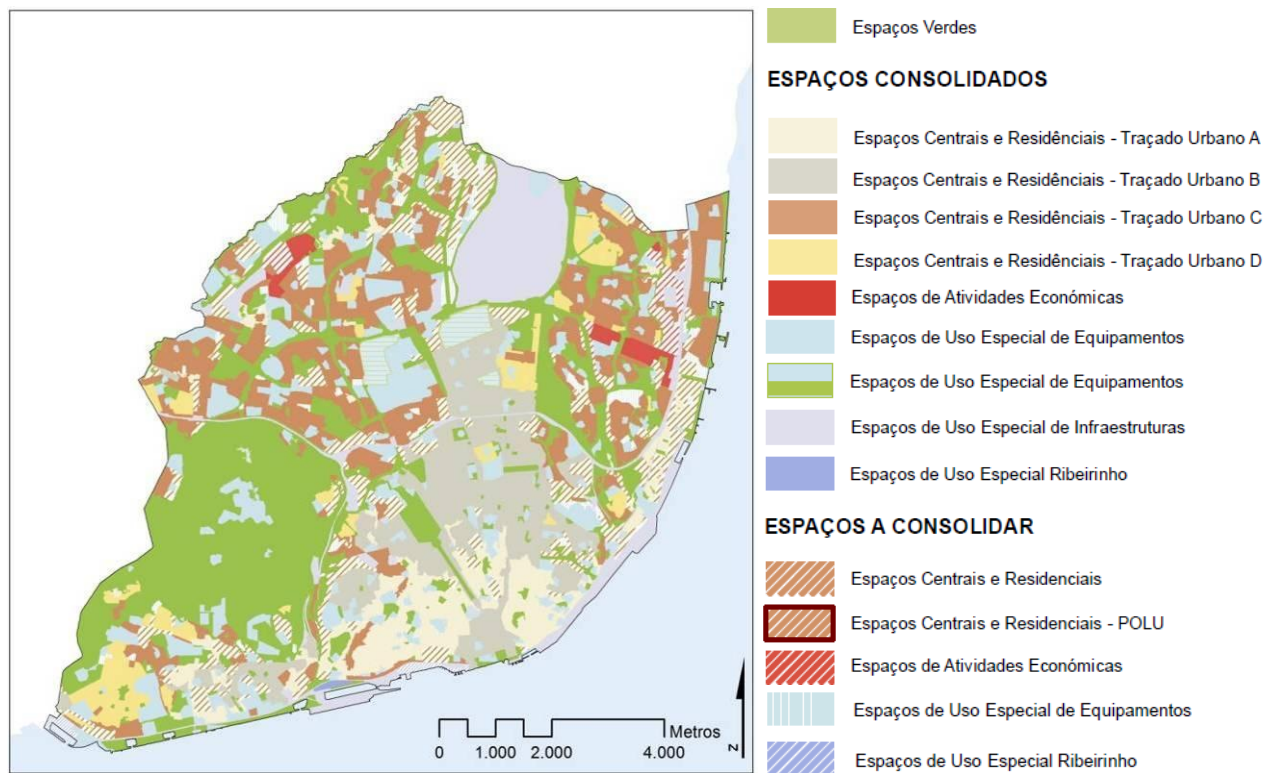 Espaços Verdes
ESPAÇOS CONSOLIDADOS
Espaços Centrais e Residênciais - Traçado Urbano A
Espaços Centrais e Residênciais - Traçado Urbano B
Espaços Centrais e Residênciais - Traçado Urbano C
Espaços Centrais e Residênciais - Traçado Urbano D
Espaços de Atividades Económicas
Espaços de Uso Especial de Equipamentos
Espaços de Uso Especial de Equipamentos
Espaços de Uso Especial de Infraestruturas
Espaços de Uso Especial Ribeirinho
ESPAÇOS A CONSOLIDAR
Espaços Centrais e Residenciais
Espaços Centrais e Residenciais - POLU
Espaços de Atividades Económicas
Espaços de Uso Especial de Equipamentos
Espaços de Uso Especial Ribeirinho
Metros
0 1.000 2.000 4.000
N